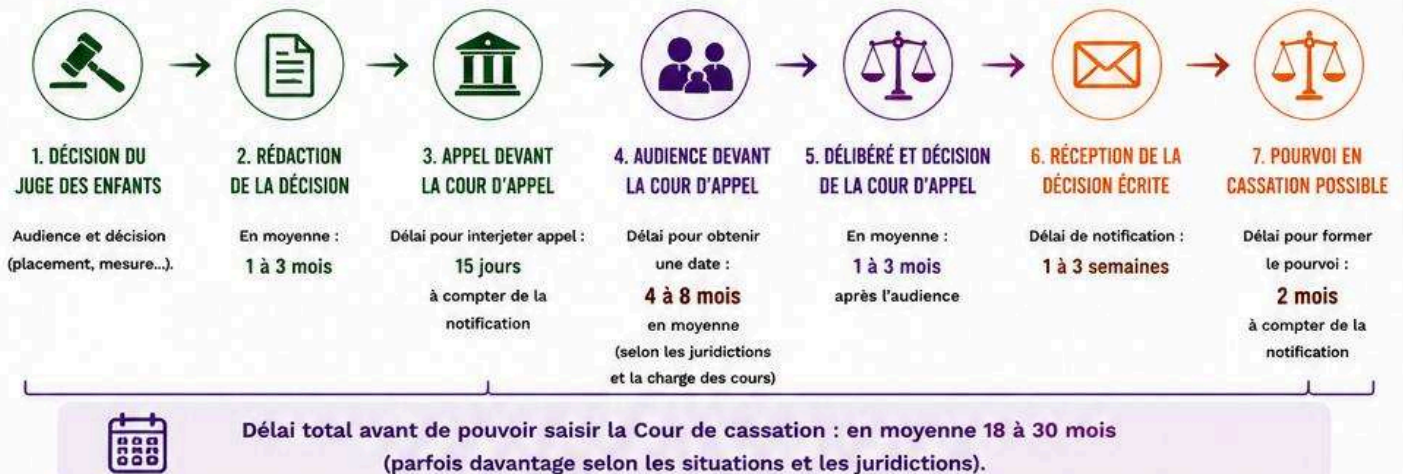 1. DÉCISION DU
JUGE DES ENFANTS
Audience et décision
(placement, mesure...).
2. RÉDACTION
DE LA DÉCISION
En moyenne :
1 à 3 mois
3. APPEL DEVANT
LA COUR D'APPEL
Délai pour interjeter appel :
15 jours
à compter de la
notification
4. AUDIENCE DEVANT
LA COUR D'APPEL
Délai pour obtenir
une date :
4 à 8 mois
en moyenne
(selon les juridictions
et la charge des cours)
5. DÉLIBÉRÉ ET DÉCISION
DE LA COUR D'APPEL
En moyenne :
1 à 3 mois
après l'audience
6. RÉCEPTION DE LA
DÉCISION ÉCRITE
Délai de notification :
1 à 3 semaines
7. POURVOI EN
CASSATION POSSIBLE
Délai pour former
le pourvoi :
2 mois
à compter de la
notification
Délai total avant de pouvoir saisir la Cour de cassation : en moyenne 18 à 30 mois
(parfois davantage selon les situations et les juridictions).